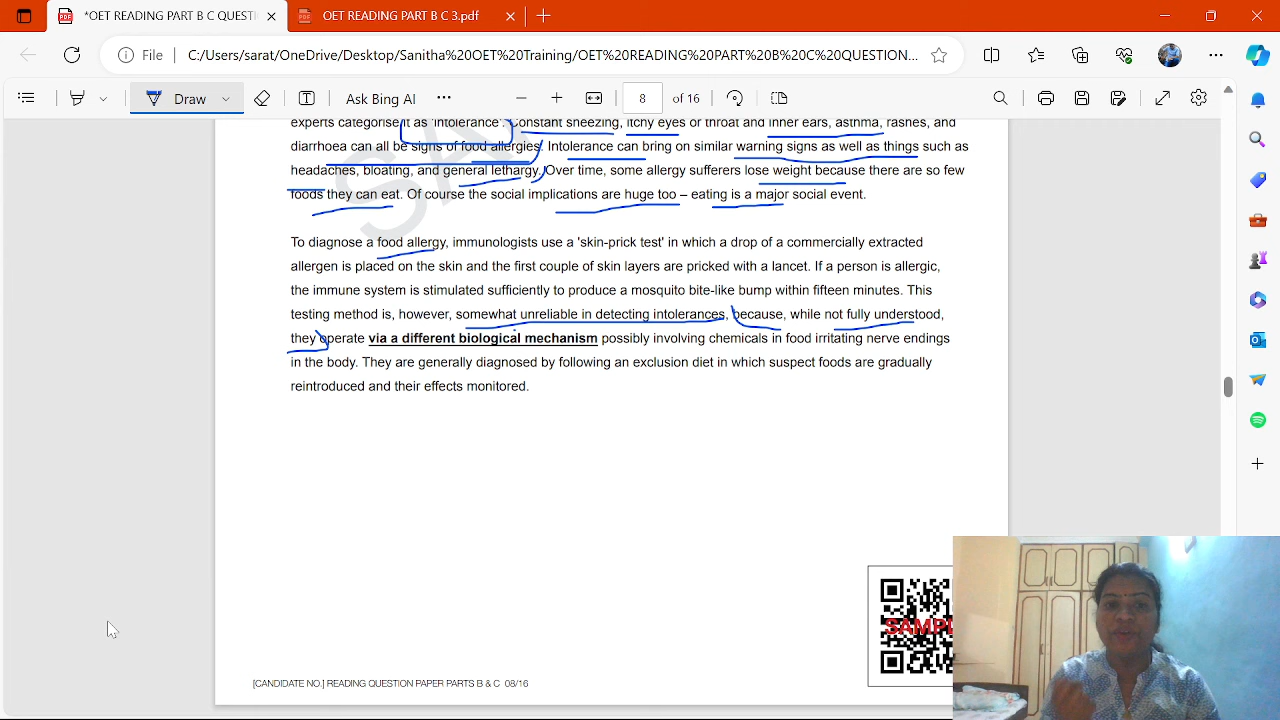 *OET READING PART B C QUESTI
OET READING PART B C 3.pdf
File
C:/Users/sarat/OneDrive/Desktop/Sanitha%20OET%20Training/OET%20READING%20PART%20B%20C%20QUESTION...
Draw
Ask Bing AI
8
of 16
experts categorise it as 'intolerance'. Constant sneezing, itchy eyes or throat and inner ears, asthma, rashes, and
diarrhoea can all be signs of food allergies. Intolerance can bring on similar warning signs as well as things such as
headaches, bloating, and general lethargy. Over time, some allergy sufferers lose weight because there are so few
foods they can eat. Of course the social implications are huge too – eating is a major social event.
To diagnose a food allergy, immunologists use a 'skin-prick test' in which a drop of a commercially extracted
allergen is placed on the skin and the first couple of skin layers are pricked with a lancet. If a person is allergic,
the immune system is stimulated sufficiently to produce a mosquito bite-like bump within fifteen minutes. This
testing method is, however, somewhat unreliable in detecting intolerances, because, while not fully understood,
they operate via a different biological mechanism possibly involving chemicals in food irritating nerve endings
in the body. They are generally diagnosed by following an exclusion diet in which suspect foods are gradually
reintroduced and their effects monitored.
SA
SAMPL
[CANDIDATE NO.] READING QUESTION PAPER PARTS B & C 08/16